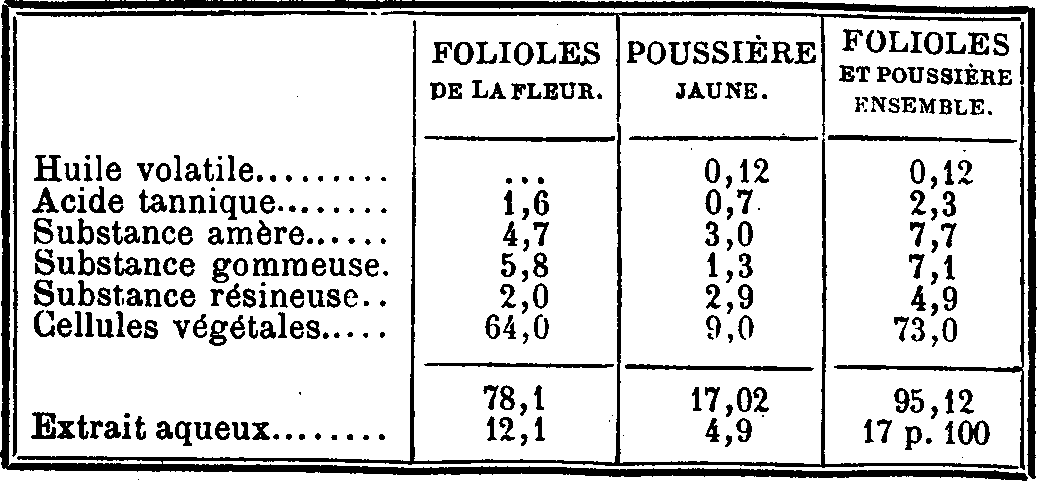 FOLIOLES DE LA FLEUR. POUSSIÈRE JAUNE. FOLIOLES ET POUSSIÈRE ENSEMBLE.
Huile volatile......... ... 0,12 0,12
Acide tannique........ 1,6 0,7 2,3
Substance amère...... 4,7 3,0 7,7
Substance gommeuse. 5,8 1,3 7,1
Substance résineuse.. 2,0 2,9 4,9
Cellules végétales..... 64,0 9,0 73,0
78,1 17,02 95,12
Extrait aqueux........ 12,1 4,9 17 p. 100